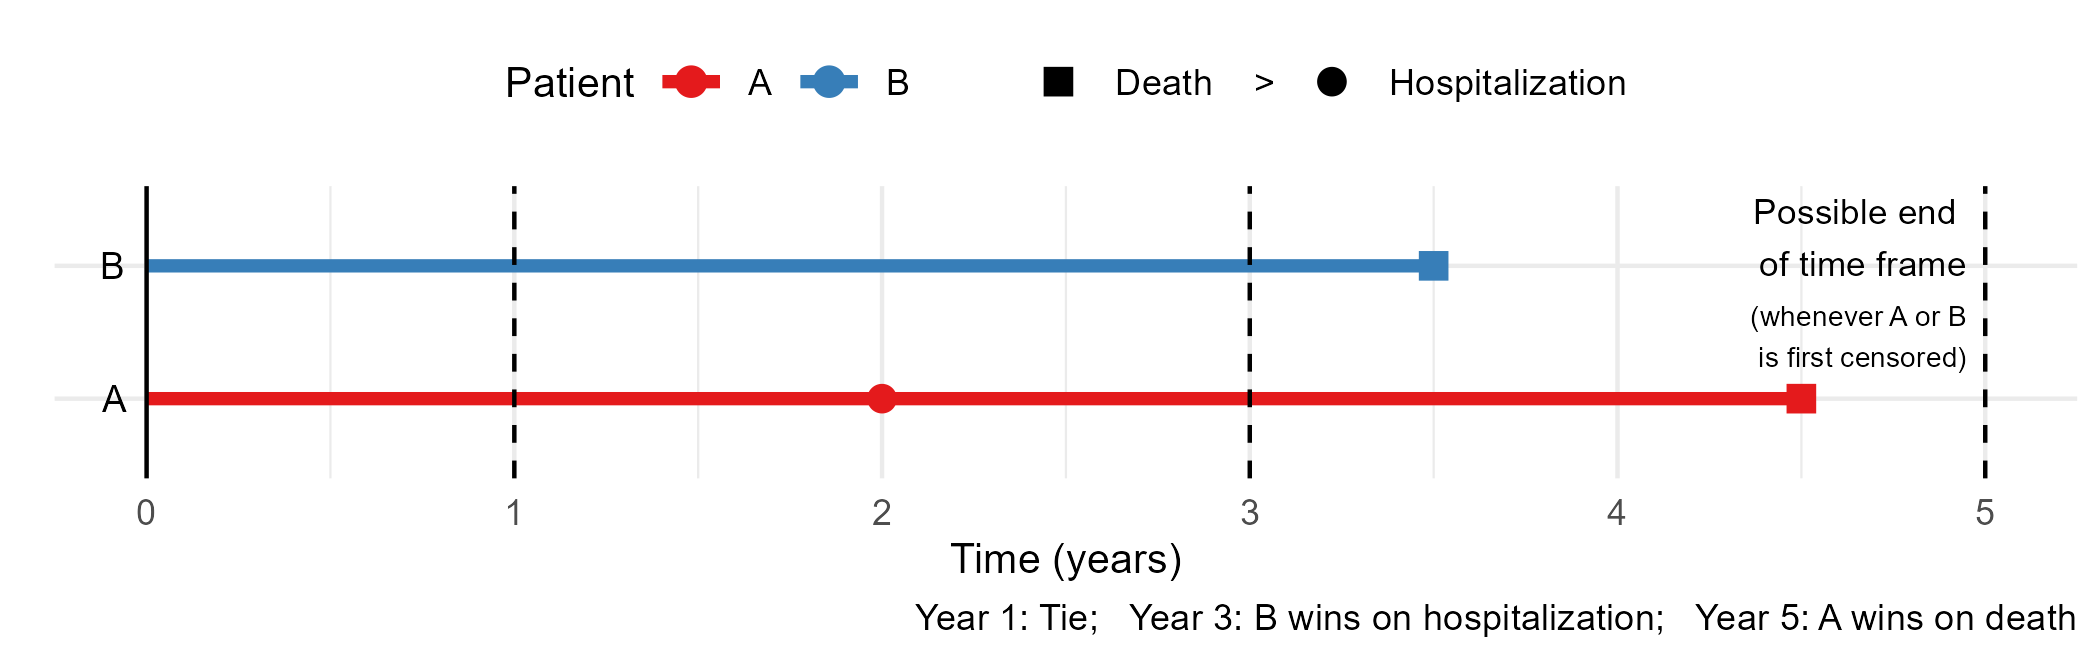 Patient A B Death > Hospitalization
Possible end
of time frame
(whenever A or B
is first censored)
B
A
0 1 2 3 4 5
Time (years)
Year 1: Tie; Year 3: B wins on hospitalization; Year 5: A wins on death